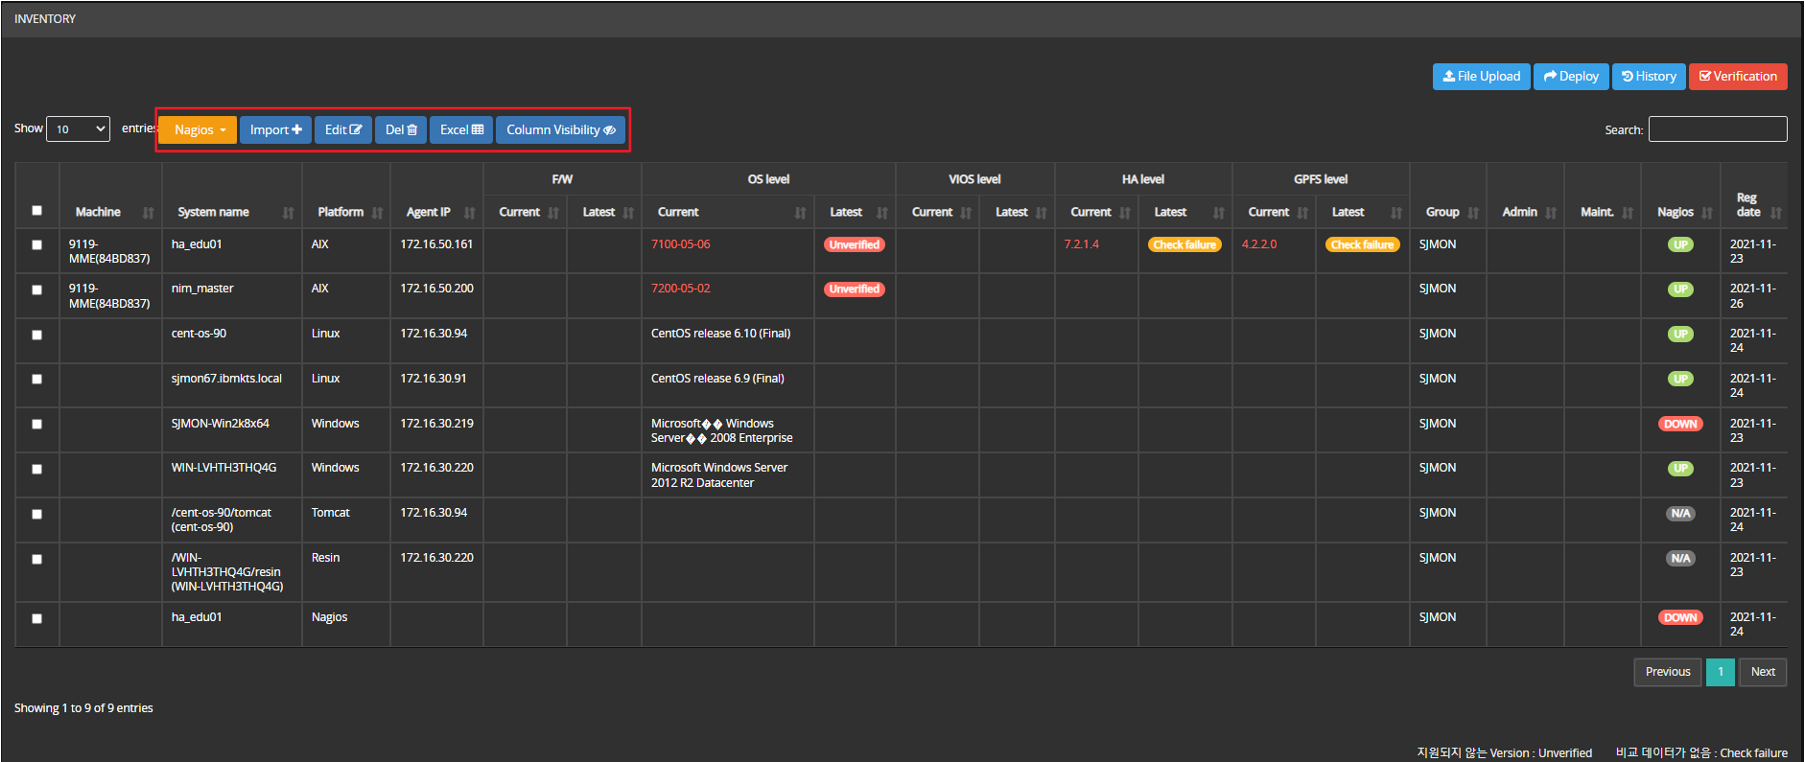 INVENTORY
File Upload Deploy History Verification
Show 10 entries Nagios Import Edit Del Excel Column Visibility Search:
F/W OS level VIOS level HA level GPFS level
Machine System name Platform Agent IP Current Latest Current Latest Current Latest Current Latest Current Latest Group Admin Maint. Nagios Reg date
9119- ha_edu01 AIX 172.16.50.161 7100-05-06 Unverified 7.2.1.4 Check failure 4.2.2.0 Check failure SJMON UP 2021-11-
MME(84BD837) 23
9119- nim_master AIX 172.16.50.200 7200-05-02 Unverified SJMON UP 2021-11-
MME(84BD837) 26
cent-os-90 Linux 172.16.30.94 CentOS release 6.10 (Final) SJMON UP 2021-11-
24
sjmon67.ibmkts.local Linux 172.16.30.91 CentOS release 6.9 (Final) SJMON UP 2021-11-
24
SJMON-Win2k8x64 Windows 172.16.30.219 Microsoft�� Windows SJMON DOWN 2021-11-
Server�� 2008 Enterprise 23
WIN-LVHTH3THQ4G Windows 172.16.30.220 Microsoft Windows Server SJMON UP 2021-11-
2012 R2 Datacenter 23
/cent-os-90/tomcat Tomcat 172.16.30.94 SJMON N/A 2021-11-
(cent-os-90) 24
/WIN- Resin 172.16.30.220 SJMON N/A 2021-11-
LVHTH3THQ4G/resin 23
(WIN-LVHTH3THQ4G)
ha_edu01 Nagios SJMON DOWN 2021-11-
24
Previous 1 Next
Showing 1 to 9 of 9 entries
지원되지 않는 Version : Unverified 비교 데이터가 없음 : Check failure